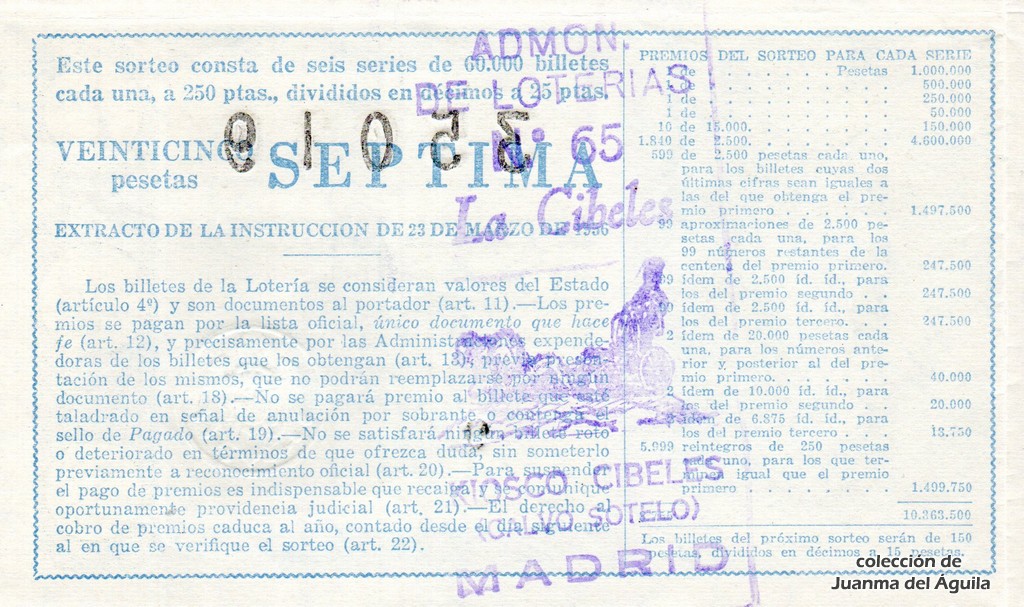 Este sorteo consta de seis series de 60.000 billetes
cada una, a 250 ptas., divididos en décimos a 25 ptas.
VEINTICINCO
pesetas
SEPTIMA
EXTRACTO DE LA INSTRUCCION DE 23 DE MARZO DE 1956
Los billetes de la Lotería se consideran valores del Estado
(artículo 4º) y son documentos al portador (art. 11).—Los pre-
mios se pagan por la lista oficial, único documento que hace
fe (art. 12), y precisamente por las Administraciones expende-
doras de los billetes que los obtengan (art. 13), previa presen-
tación de los mismos, que no podrán reemplazarse por ningún
documento (art. 18).—No se pagará premio al billete que esté
taladrado en señal de anulación por sobrante o contenga el
sello de Pagado (art. 19).—No se satisfará ningún billete roto
o deteriorado en términos de que ofrezca duda, sin someterlo
previamente a reconocimiento oficial (art. 20).—Para suspender
el pago de premios es indispensable que recaiga y se comunique
oportunamente providencia judicial (art. 21).—El derecho al
cobro de premios caduca al año, contado desde el día siguiente
al en que se verifique el sorteo (art. 22).
ADMON.
DE LOTERIAS
N.º 65
La Cibeles
KIOSCO CIBELES
(CALVO SOTELO)
MADRID
PREMIOS DEL SORTEO PARA CADA SERIE
de . . . . . . . Pesetas 1.000.000
de . . . . . . . 500.000
1 de . . . . . . . 250.000
1 de . . . . . . . 50.000
10 de 15.000. . . . . . . 150.000
1.840 de 2.500. . . . . . . 4.600.000
599 de 2.500 pesetas cada uno,
para los billetes cuyas dos
últimas cifras sean iguales a
las del que obtenga el pre-
mio primero . . . . . . . 1.497.500
99 aproximaciones de 2.500 pe-
setas cada una, para los
99 números restantes de la
centena del premio primero. 247.500
99 ídem de 2.500 íd. íd., para
los del premio segundo . . 247.500
99 ídem de 2.500 íd. íd., para
los del premio tercero. . . 247.500
2 ídem de 20.000 pesetas cada
una, para los números ante-
rior y posterior al del pre-
mio primero. . . . . . . 40.000
2 ídem de 10.000 íd. íd., para
los del premio segundo . . 20.000
2 ídem de 6.875 íd. íd., para
los del premio tercero . . . 13.750
5.999 reintegros de 250 pesetas
cada uno, para los que ter-
minen igual que el premio
primero . . . . . . . 1.499.750
10.363.500
Los billetes del próximo sorteo serán de 150
pesetas, divididos en décimos a 15 pesetas.
colección de
Juanma del Águila